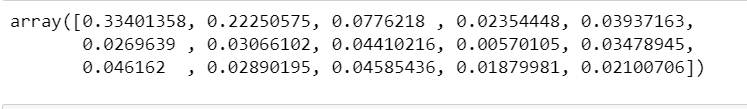 array([0.33401358, 0.22250575, 0.0776218 , 0.02354448, 0.03937163,
       0.0269639 , 0.03066102, 0.04410216, 0.00570105, 0.03478945,
       0.046162  , 0.02890195, 0.04585436, 0.01879981, 0.02100706])